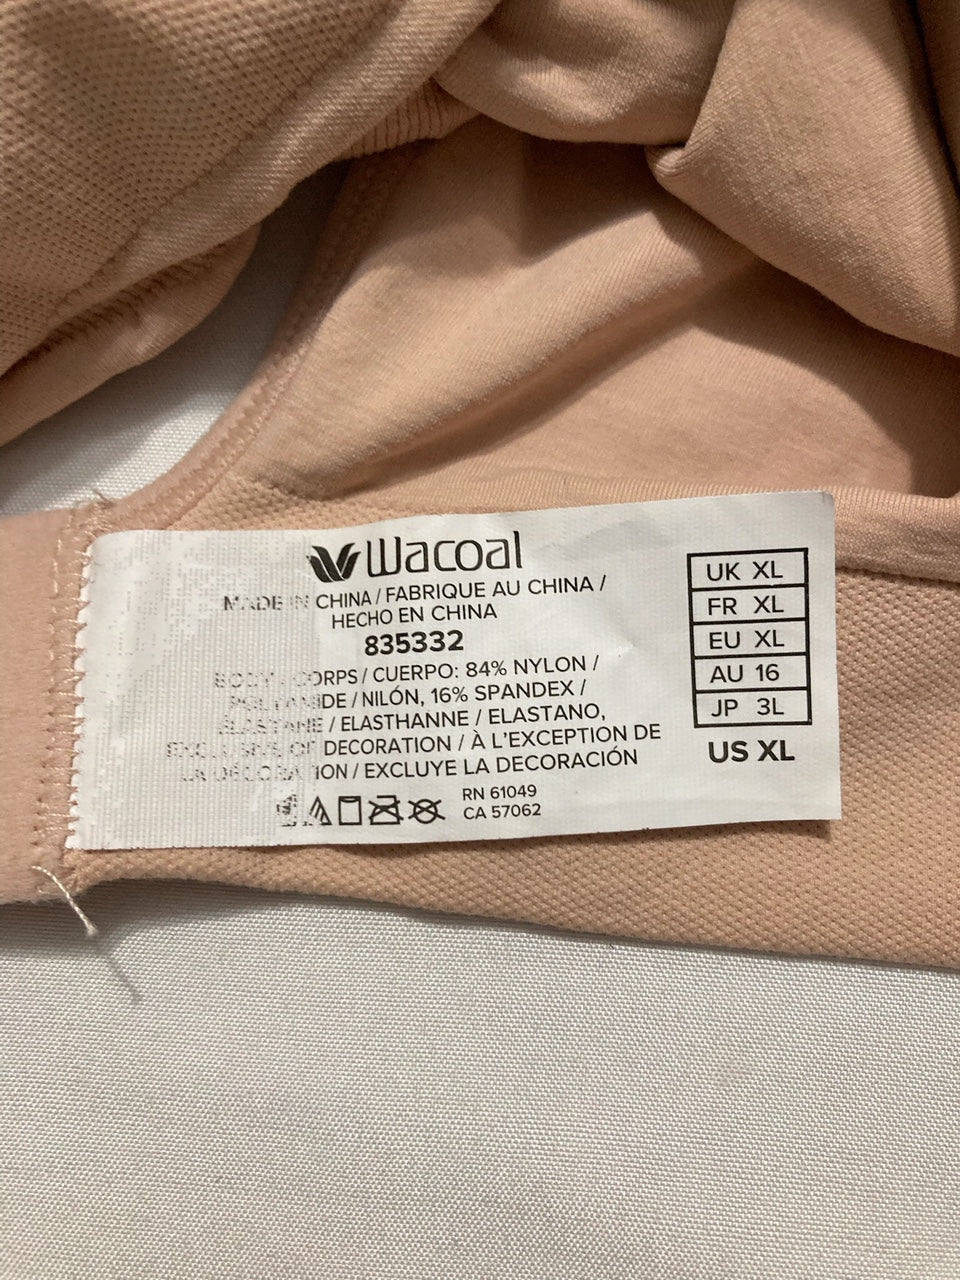 Wacoal
MADE IN CHINA / FABRIQUE AU CHINA /
HECHO EN CHINA
835332
BODY / CORPS / CUERPO: 84% NYLON /
POLYAMIDE / NILÓN, 16% SPANDEX /
ELASTANE / ELASTHANNE / ELASTANO,
EXCLUSIVE OF DECORATION / À L'EXCEPTION DE
LA DÉCORATION / EXCLUYE LA DECORACIÓN
RN 61049
CA 57062
UK XL
FR XL
EU XL
AU 16
JP 3L
US XL